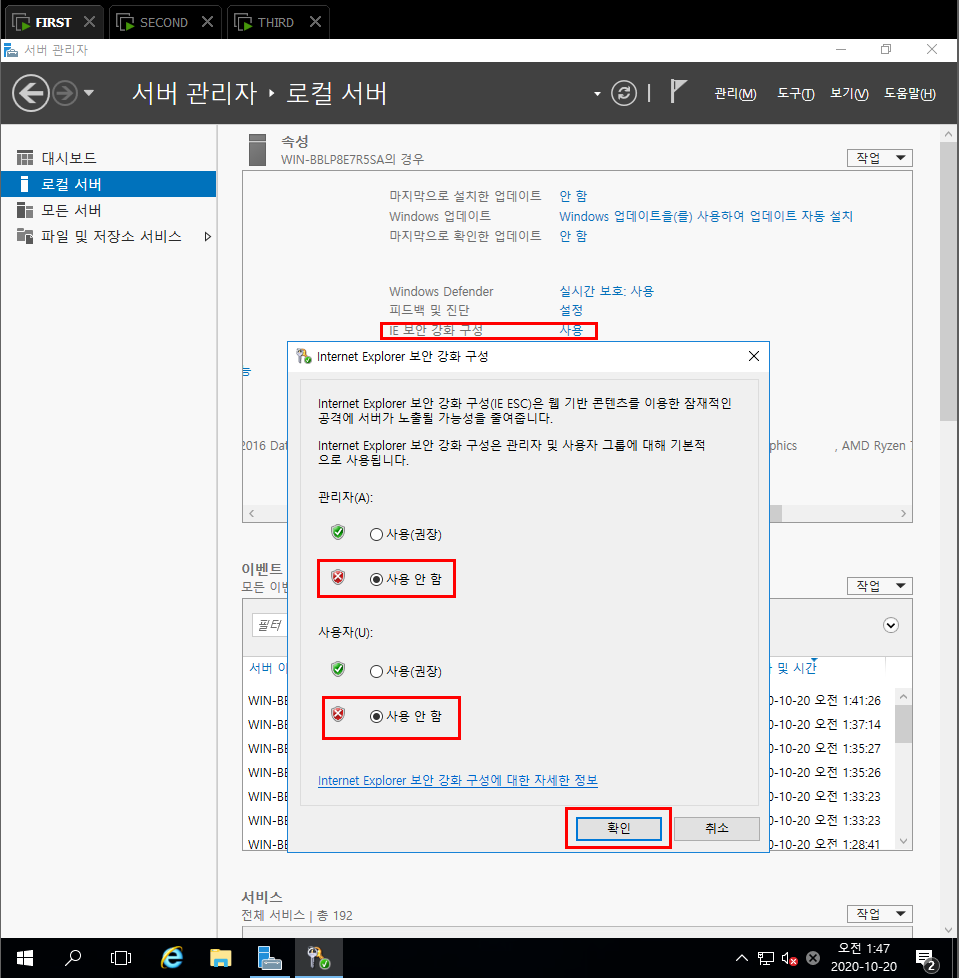 FIRST
SECOND
THIRD
서버 관리자
서버 관리자 · 로컬 서버
관리(M)
도구(T)
보기(V)
도움말(H)
대시보드
로컬 서버
모든 서버
파일 및 저장소 서비스
속성
WIN-BBLP8E7R5SA의 경우
작업
마지막으로 설치한 업데이트 안 함
Windows 업데이트 Windows 업데이트을(를) 사용하여 업데이트 자동 설치
마지막으로 확인한 업데이트 안 함
Windows Defender 실시간 보호: 사용
피드백 및 진단 설정
IE 보안 강화 구성 사용
Internet Explorer 보안 강화 구성
Internet Explorer 보안 강화 구성(IE ESC)은 웹 기반 콘텐츠를 이용한 잠재적인
공격에 서버가 노출될 가능성을 줄여줍니다.
Internet Explorer 보안 강화 구성은 관리자 및 사용자 그룹에 대해 기본적
으로 사용됩니다.
관리자(A):
사용(권장)
사용 안 함
사용자(U):
사용(권장)
사용 안 함
Internet Explorer 보안 강화 구성에 대한 자세한 정보
확인
취소
2016 Dat
phics , AMD Ryzen 7
이벤트
모든 이벤
작업
필터
서버 이
및 시간
WIN-BB 0-10-20 오전 1:41:26
WIN-BB 0-10-20 오전 1:37:14
WIN-BB 0-10-20 오전 1:35:27
WIN-BB 0-10-20 오전 1:35:26
WIN-BB 0-10-20 오전 1:33:23
WIN-BB 0-10-20 오전 1:33:23
WIN-BB 0-10-20 오전 1:28:41
서비스
전체 서비스 | 총 192
작업
오전 1:47
2020-10-20
2